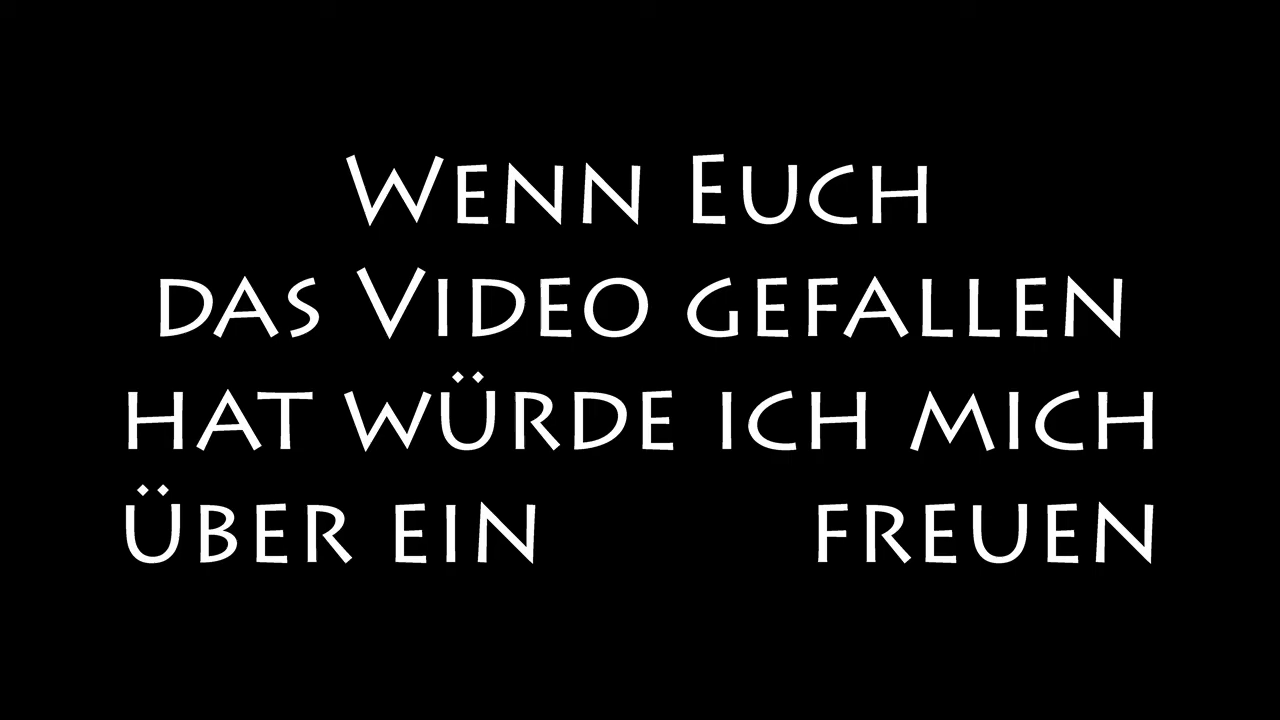 Wenn Euch
das Video gefallen
hat würde ich mich
über ein freuen